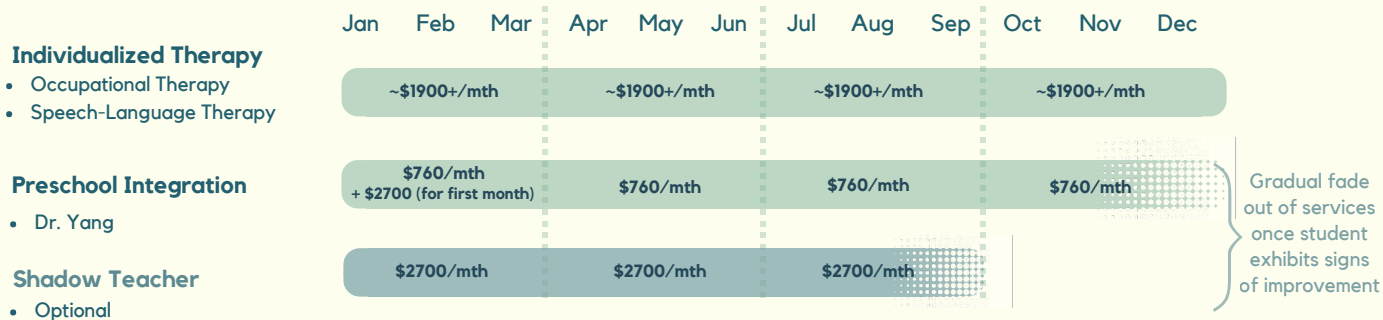 Jan Feb Mar Apr May Jun Jul Aug Sep Oct Nov Dec
Individualized Therapy
• Occupational Therapy
• Speech-Language Therapy
~$1900+/mth ~$1900+/mth ~$1900+/mth ~$1900+/mth
Preschool Integration
• Dr. Yang
$760/mth
+ $2700 (for first month)
$760/mth $760/mth $760/mth
Shadow Teacher
• Optional
$2700/mth $2700/mth $2700/mth
Gradual fade
out of services
once student
exhibits signs
of improvement